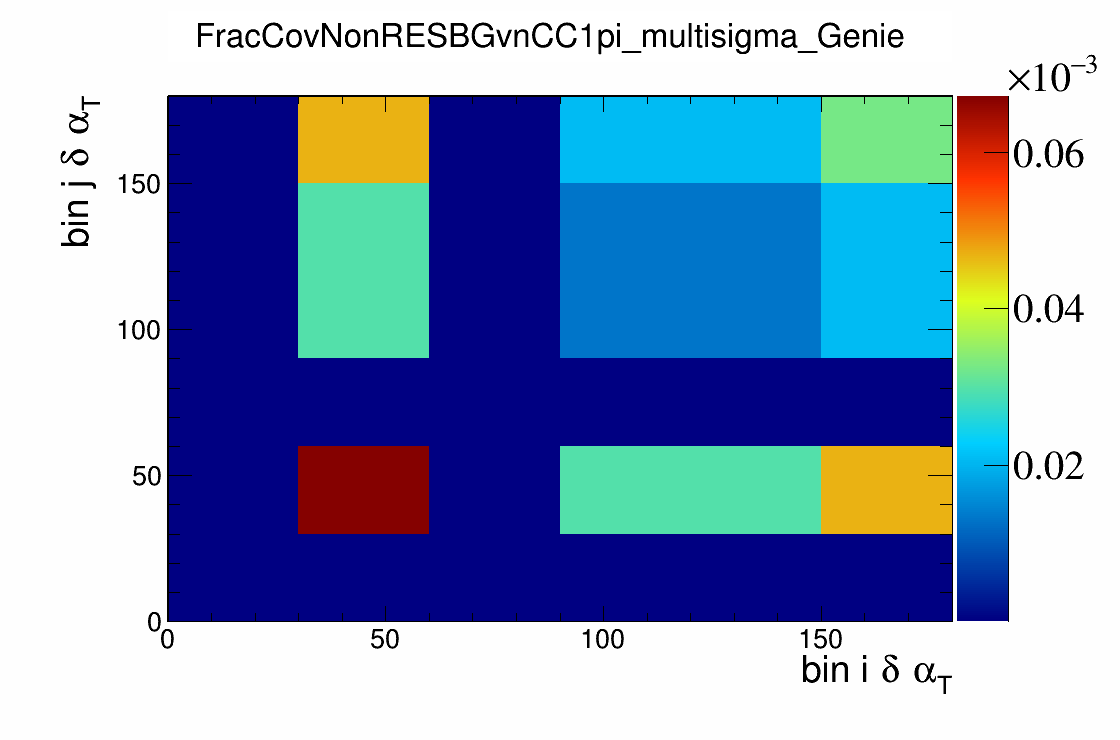 FracCovNonRESBGvnCC1pi_multisigma_Genie
×10⁻³
bin j δ α_T
150
100
50
0
0 50 100 150
bin i δ α_T
0.06
0.04
0.02